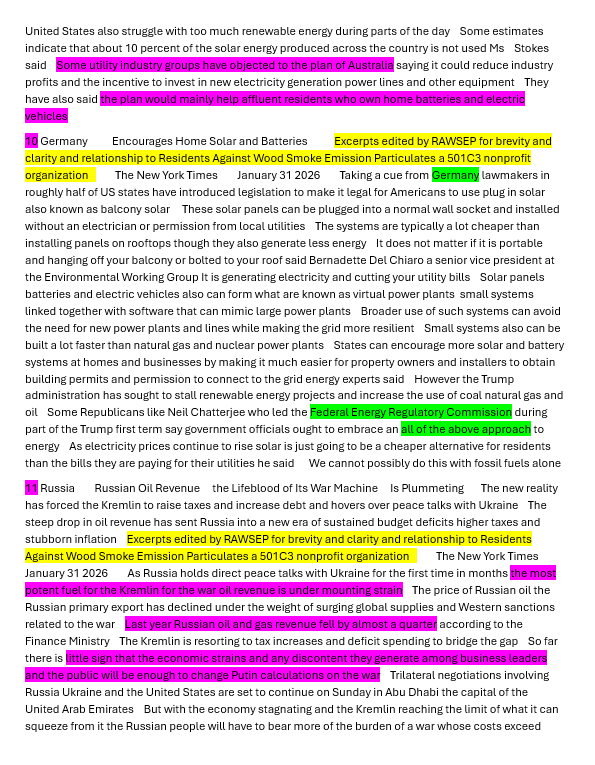 United States also struggle with too much renewable energy during parts of the day Some estimates
indicate that about 10 percent of the solar energy produced across the country is not used Ms Stokes
said Some utility industry groups have objected to the plan of Australia saying it could reduce industry
profits and the incentive to invest in new electricity generation power lines and other equipment They
have also said the plan would mainly help affluent residents who own home batteries and electric
vehicles
10 Germany Encourages Home Solar and Batteries Excerpts edited by RAWSEP for brevity and
clarity and relationship to Residents Against Wood Smoke Emission Particulates a 501C3 nonprofit
organization The New York Times January 31 2026 Taking a cue from Germany lawmakers in
roughly half of US states have introduced legislation to make it legal for Americans to use plug in solar
also known as balcony solar These solar panels can be plugged into a normal wall socket and installed
without an electrician or permission from local utilities The systems are typically a lot cheaper than
installing panels on rooftops though they also generate less energy It does not matter if it is portable
and hanging off your balcony or bolted to your roof said Bernadette Del Chiaro a senior vice president at
the Environmental Working Group It is generating electricity and cutting your utility bills Solar panels
batteries and electric vehicles also can form what are known as virtual power plants small systems
linked together with software that can mimic large power plants Broader use of such systems can avoid
the need for new power plants and lines while making the grid more resilient Small systems also can be
built a lot faster than natural gas and nuclear power plants States can encourage more solar and battery
systems at homes and businesses by making it much easier for property owners and installers to obtain
building permits and permission to connect to the grid energy experts said However the Trump
administration has sought to stall renewable energy projects and increase the use of coal natural gas and
oil Some Republicans like Neil Chatterjee who led the Federal Energy Regulatory Commission during
part of the Trump first term say government officials ought to embrace an all of the above approach to
energy As electricity prices continue to rise solar is just going to be a cheaper alternative for residents
than the bills they are paying for their utilities he said We cannot possibly do this with fossil fuels alone
11 Russia Russian Oil Revenue the Lifeblood of Its War Machine Is Plummeting The new reality
has forced the Kremlin to raise taxes and increase debt and hovers over peace talks with Ukraine The
steep drop in oil revenue has sent Russia into a new era of sustained budget deficits higher taxes and
stubborn inflation Excerpts edited by RAWSEP for brevity and clarity and relationship to Residents
Against Wood Smoke Emission Particulates a 501C3 nonprofit organization The New York Times
January 31 2026 As Russia holds direct peace talks with Ukraine for the first time in months the most
potent fuel for the Kremlin for the war oil revenue is under mounting strain The price of Russian oil the
Russian primary export has declined under the weight of surging global supplies and Western sanctions
related to the war Last year Russian oil and gas revenue fell by almost a quarter according to the
Finance Ministry The Kremlin is resorting to tax increases and deficit spending to bridge the gap So far
there is little sign that the economic strains and any discontent they generate among business leaders
and the public will be enough to change Putin calculations on the war Trilateral negotiations involving
Russia Ukraine and the United States are set to continue on Sunday in Abu Dhabi the capital of the
United Arab Emirates But with the economy stagnating and the Kremlin reaching the limit of what it can
squeeze from it the Russian people will have to bear more of the burden of a war whose costs exceed